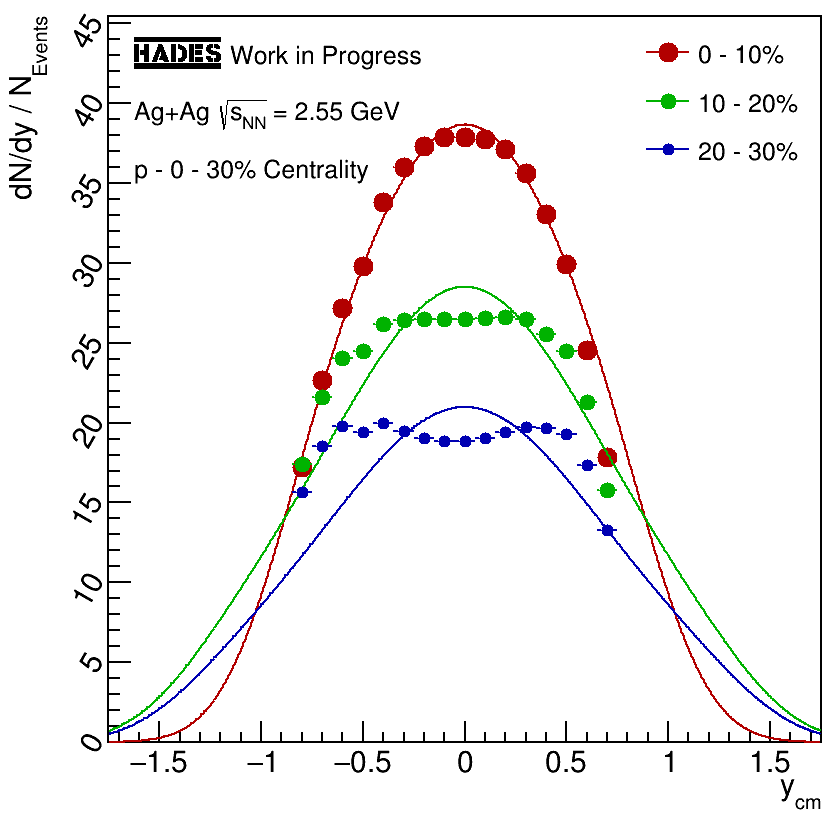 dN/dy / N_Events
45
40
35
30
25
20
15
10
5
0
HADES Work in Progress
Ag+Ag √s_NN = 2.55 GeV
p - 0 - 30% Centrality
0 - 10%
10 - 20%
20 - 30%
−1.5 −1 −0.5 0 0.5 1 1.5
y_cm